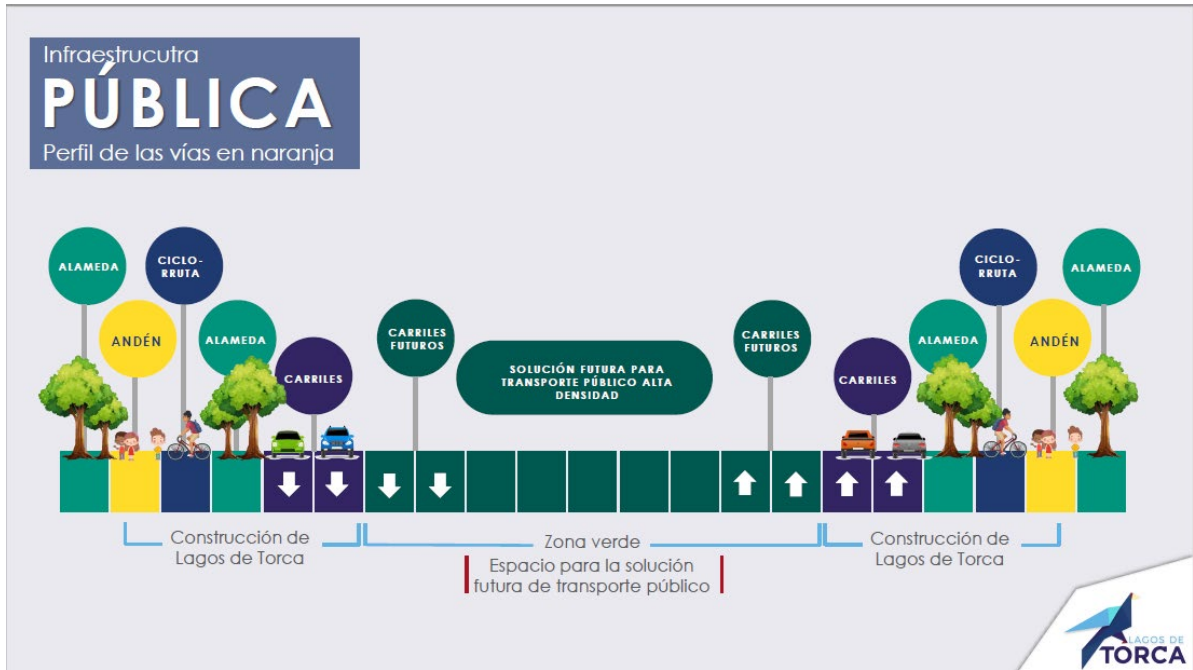 Infraestrucutra
PÚBLICA
Perfil de las vías en naranja
ALAMEDA
ANDÉN
CICLO-
RRUTA
ALAMEDA
CARRILES
CARRILES
FUTUROS
SOLUCIÓN FUTURA PARA
TRANSPORTE PÚBLICO ALTA
DENSIDAD
CARRILES
FUTUROS
CARRILES
ALAMEDA
CICLO-
RRUTA
ANDÉN
ALAMEDA
Construcción de
Lagos de Torca
Zona verde
Espacio para la solución
futura de transporte público
Construcción de
Lagos de Torca
LAGOS DE
TORCA